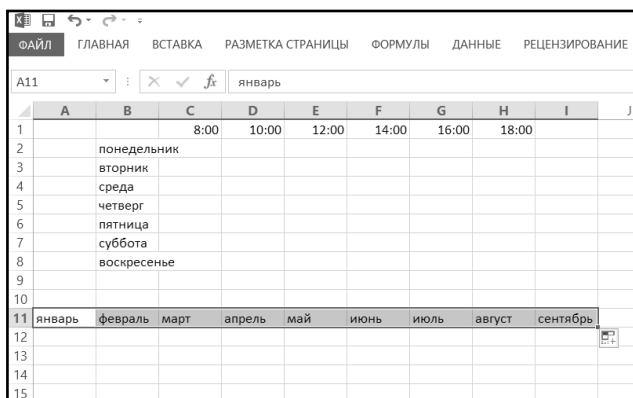 ФАЙЛ ГЛАВНАЯ ВСТАВКА РАЗМЕТКА СТРАНИЦЫ ФОРМУЛЫ ДАННЫЕ РЕЦЕНЗИРОВАНИЕ
A11 fx январь
A B C D E F G H I J
1 8:00 10:00 12:00 14:00 16:00 18:00
2 понедельник
3 вторник
4 среда
5 четверг
6 пятница
7 суббота
8 воскресенье
9
10
11 январь февраль март апрель май июнь июль август сентябрь
12
13
14
15